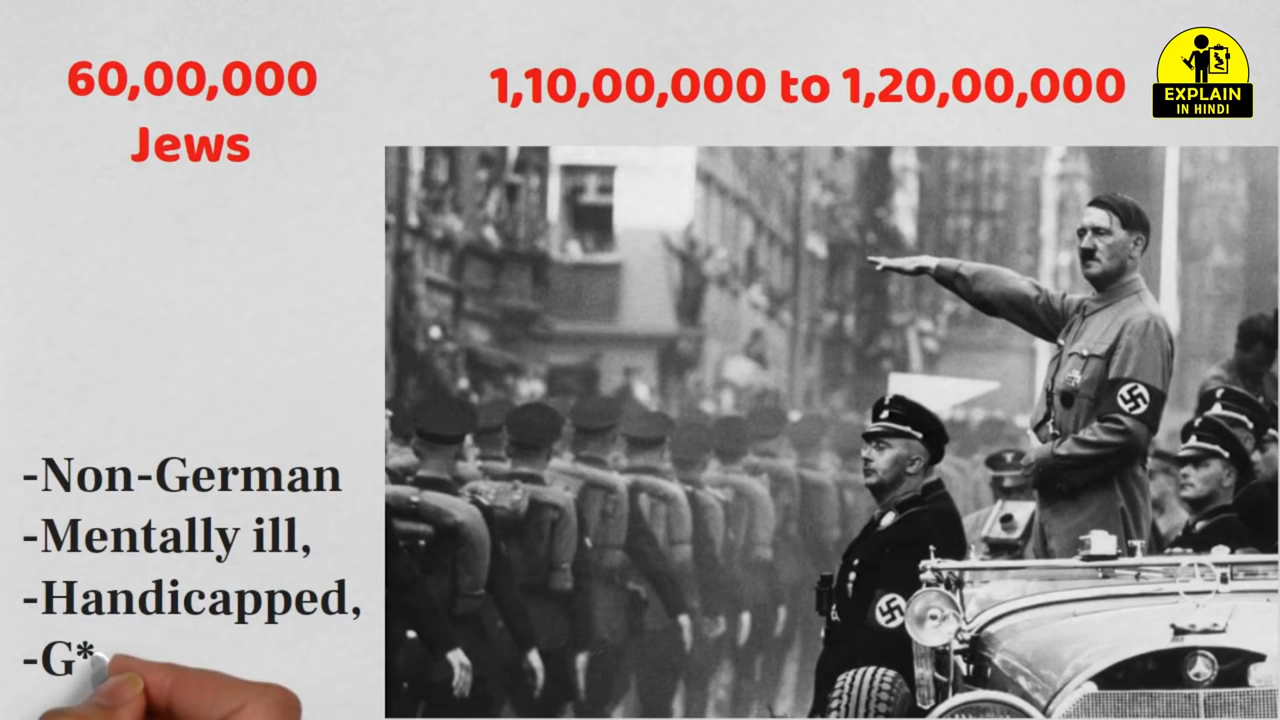 60,00,000
Jews
1,10,00,000 to 1,20,00,000
EXPLAIN
IN HINDI
-Non-German
-Mentally ill,
-Handicapped,
-G*